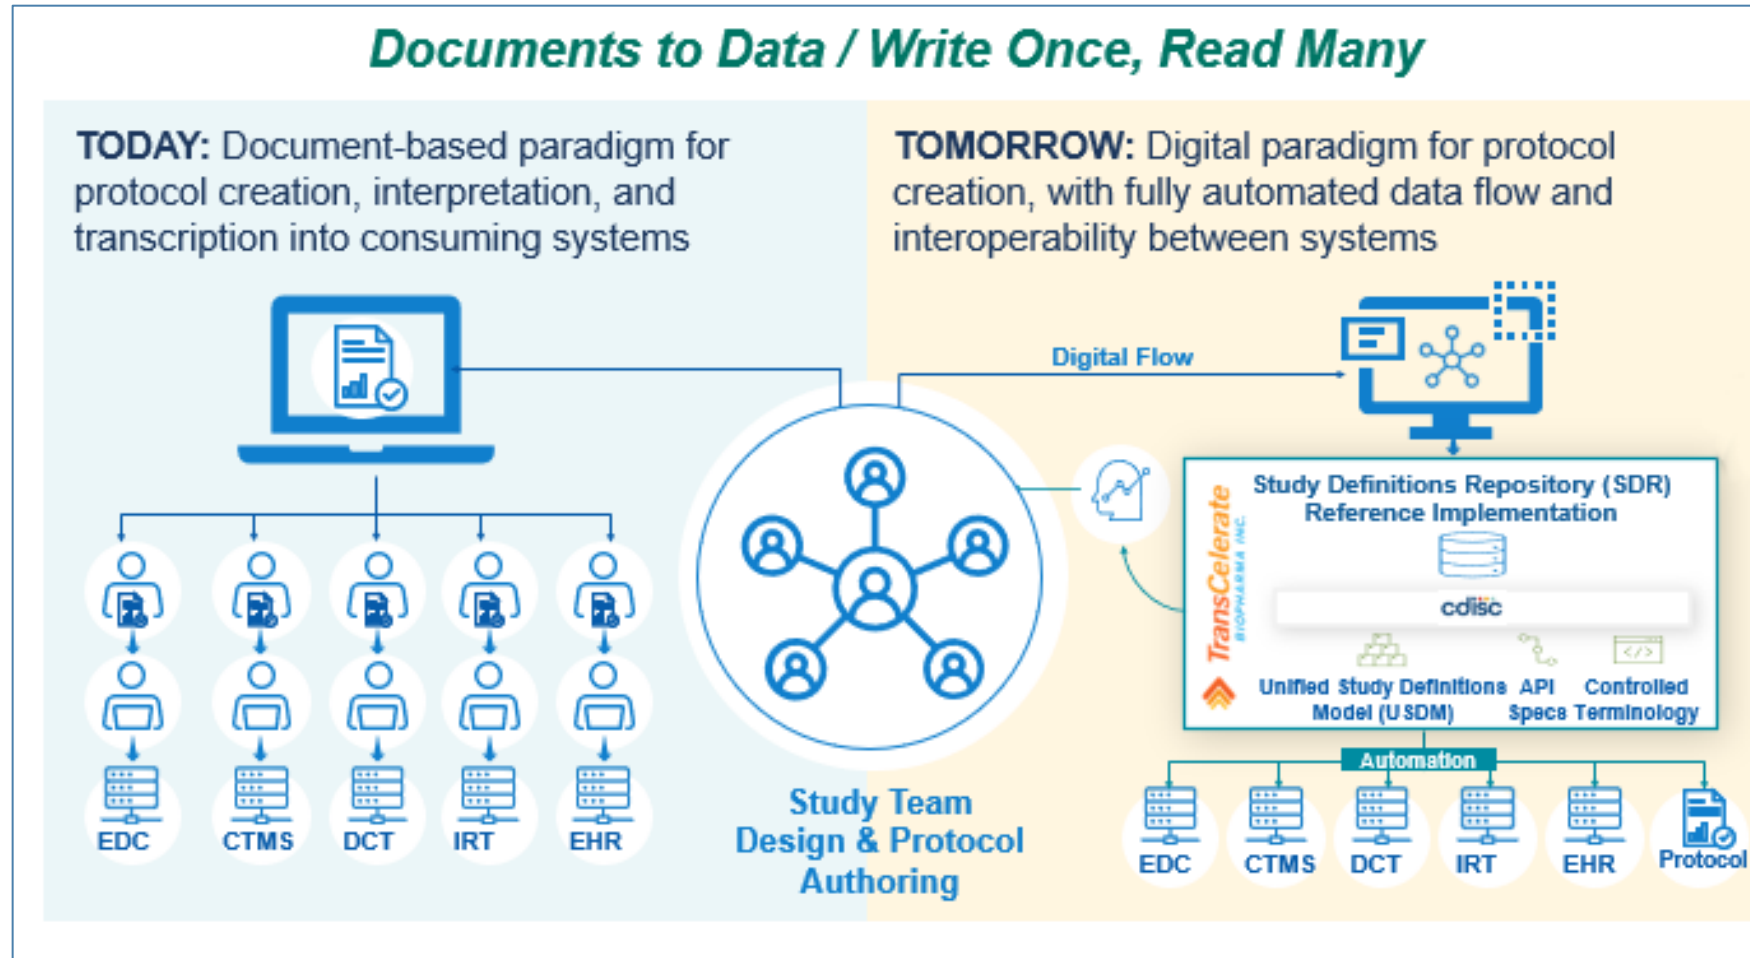 Documents to Data / Write Once, Read Many
TODAY: Document-based paradigm for
protocol creation, interpretation, and
transcription into consuming systems
TOMORROW: Digital paradigm for protocol
creation, with fully automated data flow and
interoperability between systems
Digital Flow
Study Definitions Repository (SDR)
Reference Implementation
TransCelerate
BIOPHARMA INC.
cdisc
Unified Study Definitions
Model (USDM)
API
Specs
Controlled
Terminology
Automation
Study Team
Design & Protocol
Authoring
EDC
CTMS
DCT
IRT
EHR
EDC
CTMS
DCT
IRT
EHR
Protocol